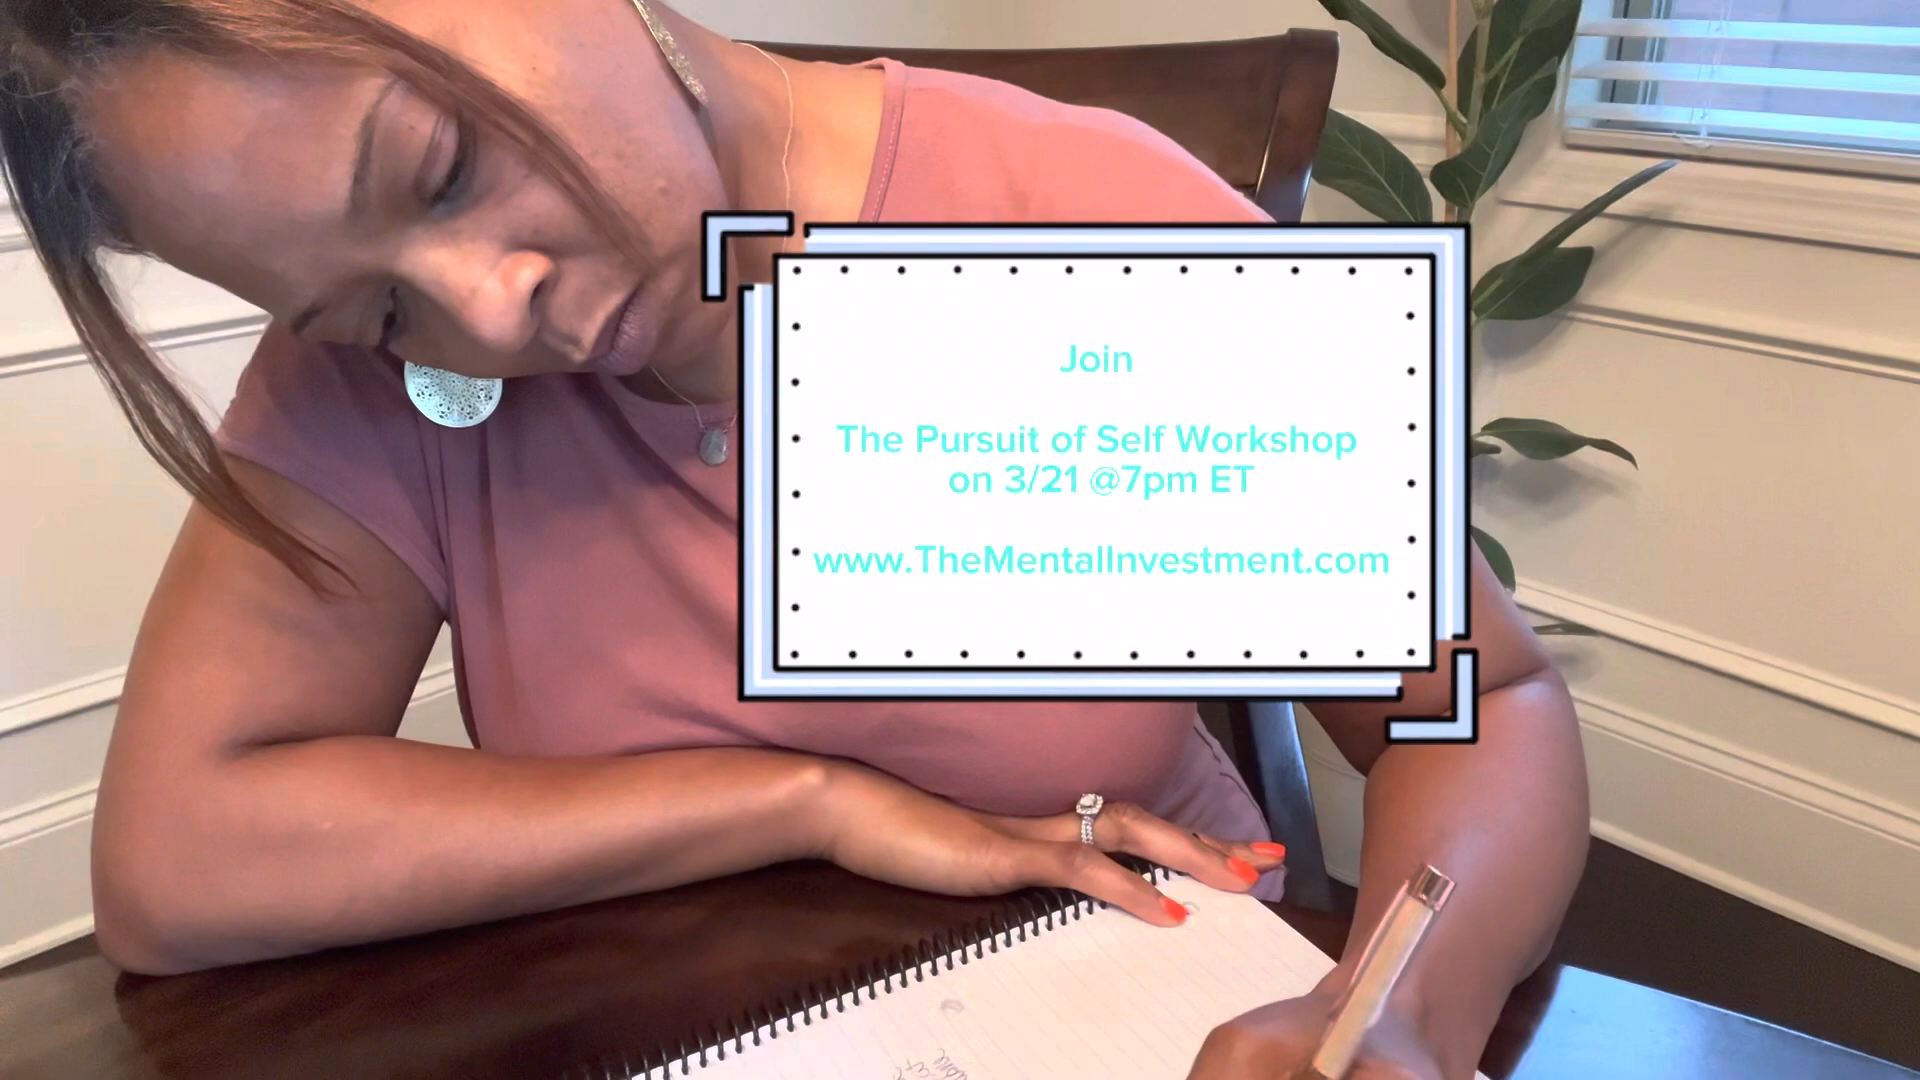 Join
The Pursuit of Self Workshop
on 3/21 @7pm ET
www.TheMentalInvestment.com